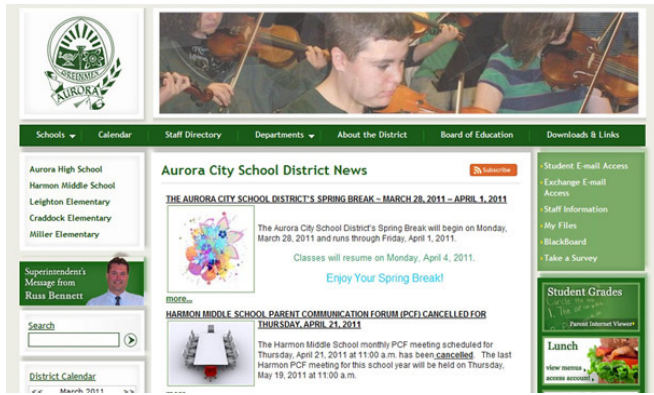 GREENMEN
AURORA
Schools
Calendar
Staff Directory
Departments
About the District
Board of Education
Downloads & Links
Aurora High School
Harmon Middle School
Leighton Elementary
Craddock Elementary
Miller Elementary
Superintendent's
Message from
Russ Bennett
Search
District Calendar
<< March 2011 >>
Aurora City School District News
Subscribe
THE AURORA CITY SCHOOL DISTRICT'S SPRING BREAK ~ MARCH 28, 2011 – APRIL 1, 2011
The Aurora City School District's Spring Break will begin on Monday,
March 28, 2011 and runs through Friday, April 1, 2011.
Classes will resume on Monday, April 4, 2011.
Enjoy Your Spring Break!
more...
HARMON MIDDLE SCHOOL PARENT COMMUNICATION FORUM (PCF) CANCELLED FOR
THURSDAY, APRIL 21, 2011
The Harmon Middle School monthly PCF meeting scheduled for
Thursday, April 21, 2011 at 11:00 a.m. has been cancelled. The last
Harmon PCF meeting for this school year will be held on Thursday,
May 19, 2011 at 11:00 a.m.
Student E-mail Access
Exchange E-mail
Access
Staff Information
My Files
BlackBoard
Take a Survey
Student Grades
Parent Internet Viewer
Lunch
view menus,
access account